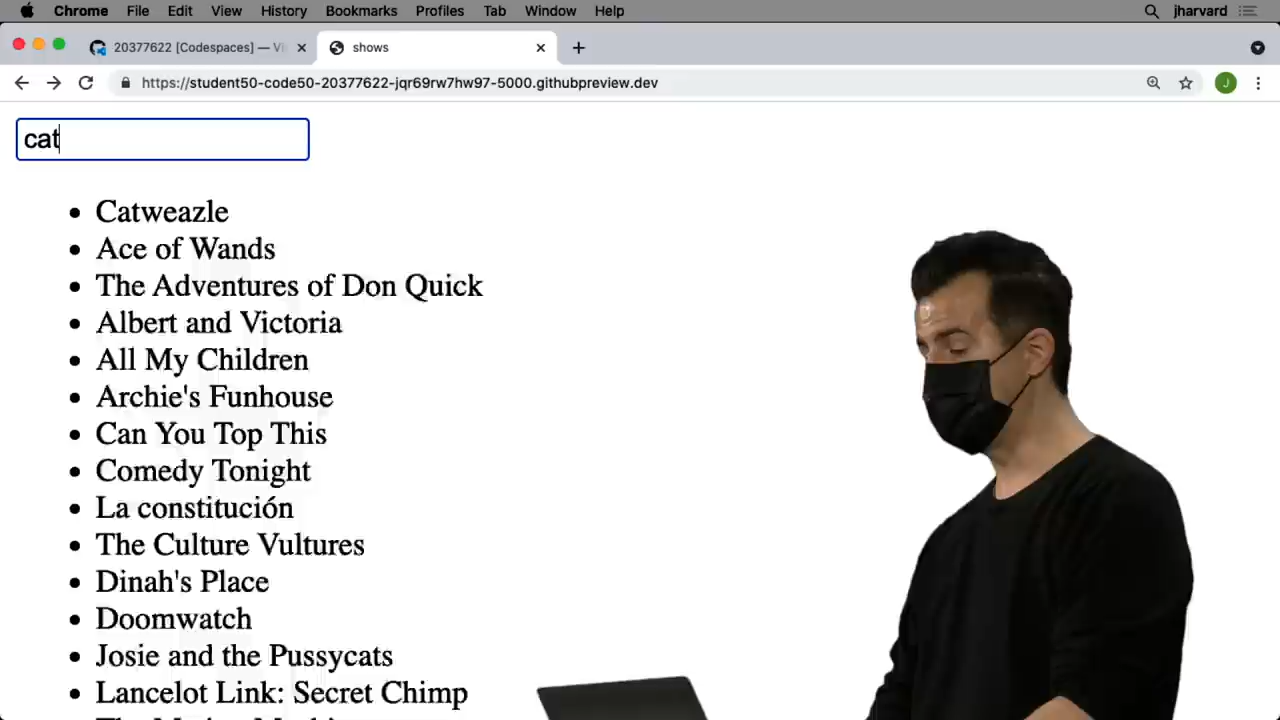 Chrome File Edit View History Bookmarks Profiles Tab Window Help jharvard
20377622 [Codespaces] — VI shows
https://student50-code50-20377622-jqr69rw7hw97-5000.githubpreview.dev J
cat
Catweazle
Ace of Wands
The Adventures of Don Quick
Albert and Victoria
All My Children
Archie's Funhouse
Can You Top This
Comedy Tonight
La constitución
The Culture Vultures
Dinah's Place
Doomwatch
Josie and the Pussycats
Lancelot Link: Secret Chimp